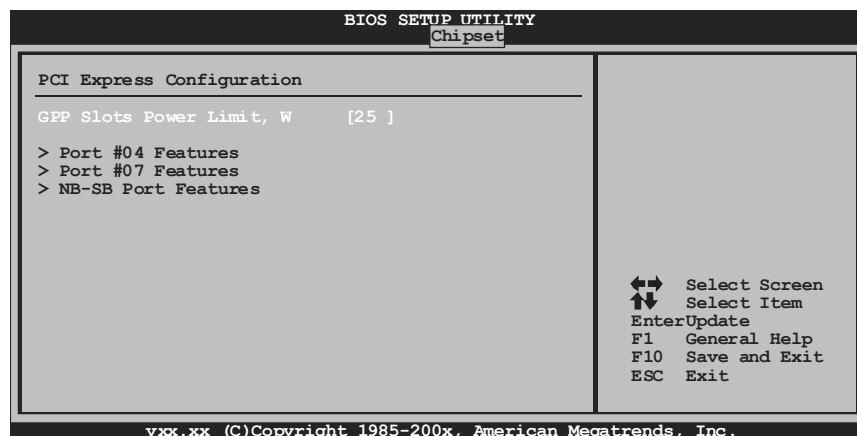 BIOS SETUP UTILITY
Chipset
PCI Express Configuration
GPP Slots Power Limit, W [25 ]
> Port #04 Features
> Port #07 Features
> NB-SB Port Features
Select Screen
Select Item
EnterUpdate
F1 General Help
F10 Save and Exit
ESC Exit
vxx.xx (C)Copyright 1985-200x, American Megatrends, Inc.